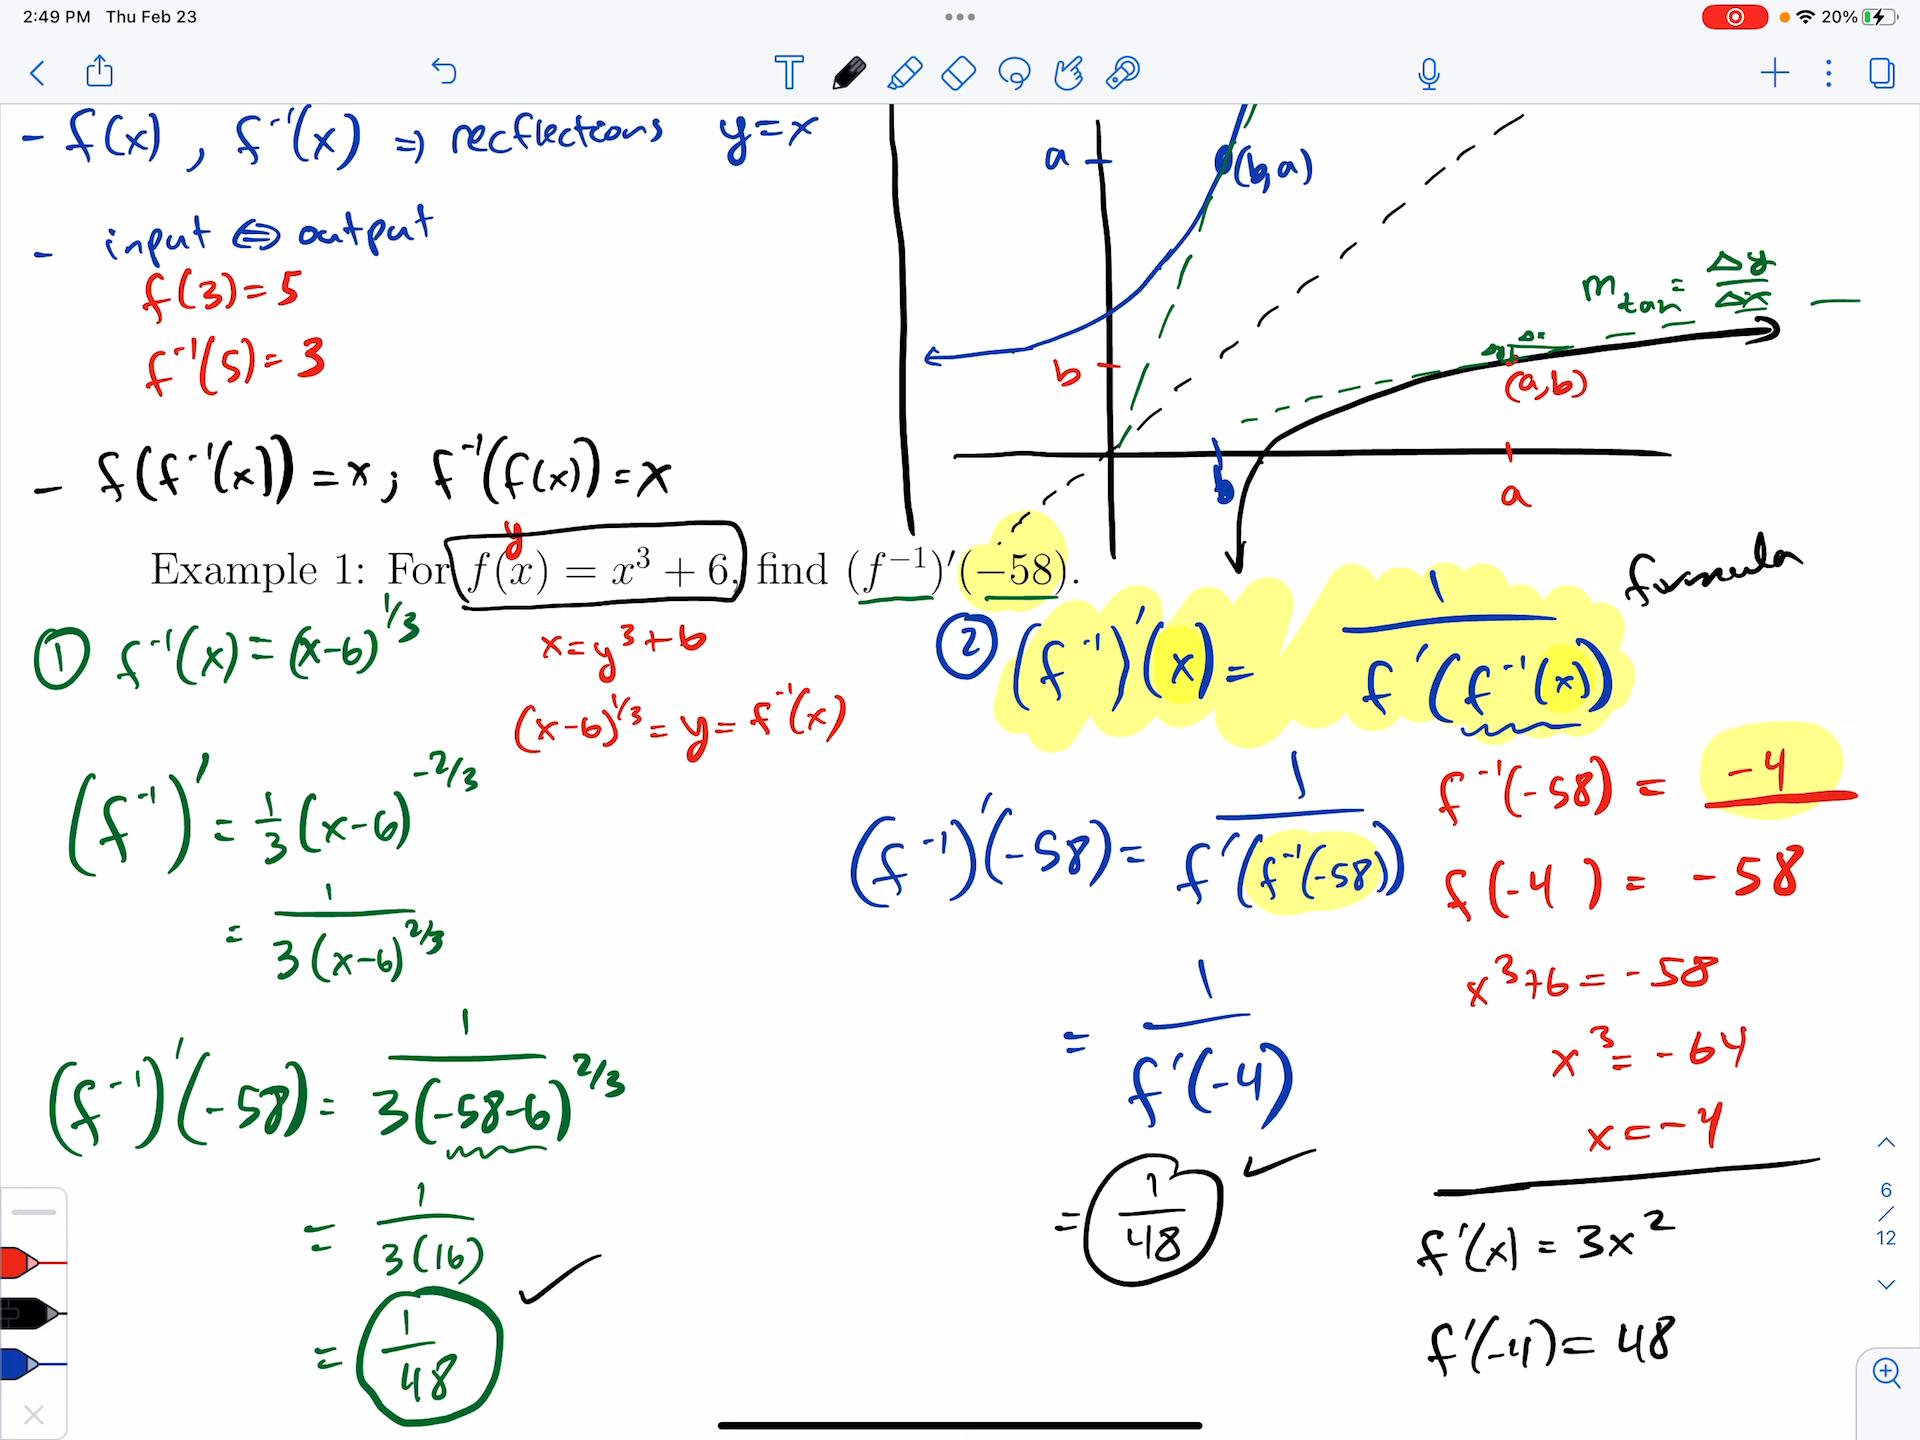 2:49 PM Thu Feb 23
20%
T
- f(x), f⁻¹(x) ⇒ recflections y=x
- input ⇔ output
f(3)=5
f⁻¹(5)=3
- f(f⁻¹(x))=x; f⁻¹(f(x))=x
a
(b,a)
b
m tan = Δy/Δx
Δx
Δy
(a,b)
b
a
y
Example 1: For f(x) = x³ + 6, find (f⁻¹)′(−58).
formula
① f⁻¹(x) = (x-6)^1/3
x=y³+6
(x-6)^1/3 = y = f⁻¹(x)
(f⁻¹)′ = 1/3 (x-6)^-2/3
= 1/3(x-6)^2/3
(f⁻¹)′(-58) = 1/3(-58-6)^2/3
= 1/3(16)
= 1/48 ✓
② (f⁻¹)′(x) = 1/f′(f⁻¹(x))
(f⁻¹)′(-58) = 1/f′(f⁻¹(-58))
= 1/f′(-4)
= 1/48 ✓
f⁻¹(-58) = -4
f(-4) = -58
x³+6 = -58
x³ = -64
x = -4
f′(x) = 3x²
f′(-4) = 48
6
/
12